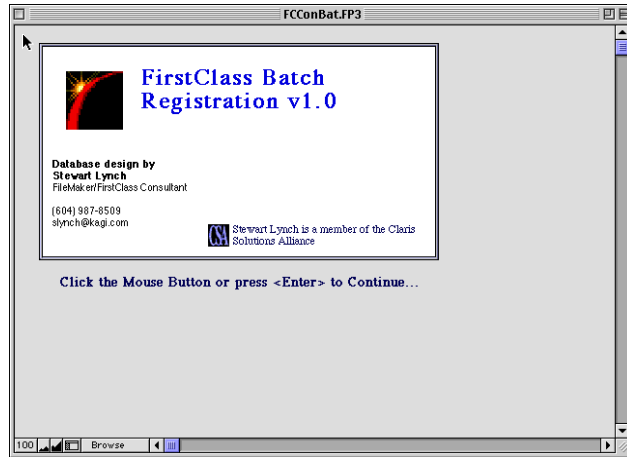 FCConBat.FP3
FirstClass Batch
Registration v1.0
Database design by
Stewart Lynch
FileMaker/FirstClass Consultant
(604) 987-8509
slynch@kagi.com
CSA
Stewart Lynch is a member of the Claris
Solutions Alliance
Click the Mouse Button or press <Enter> to Continue...
100
Browse